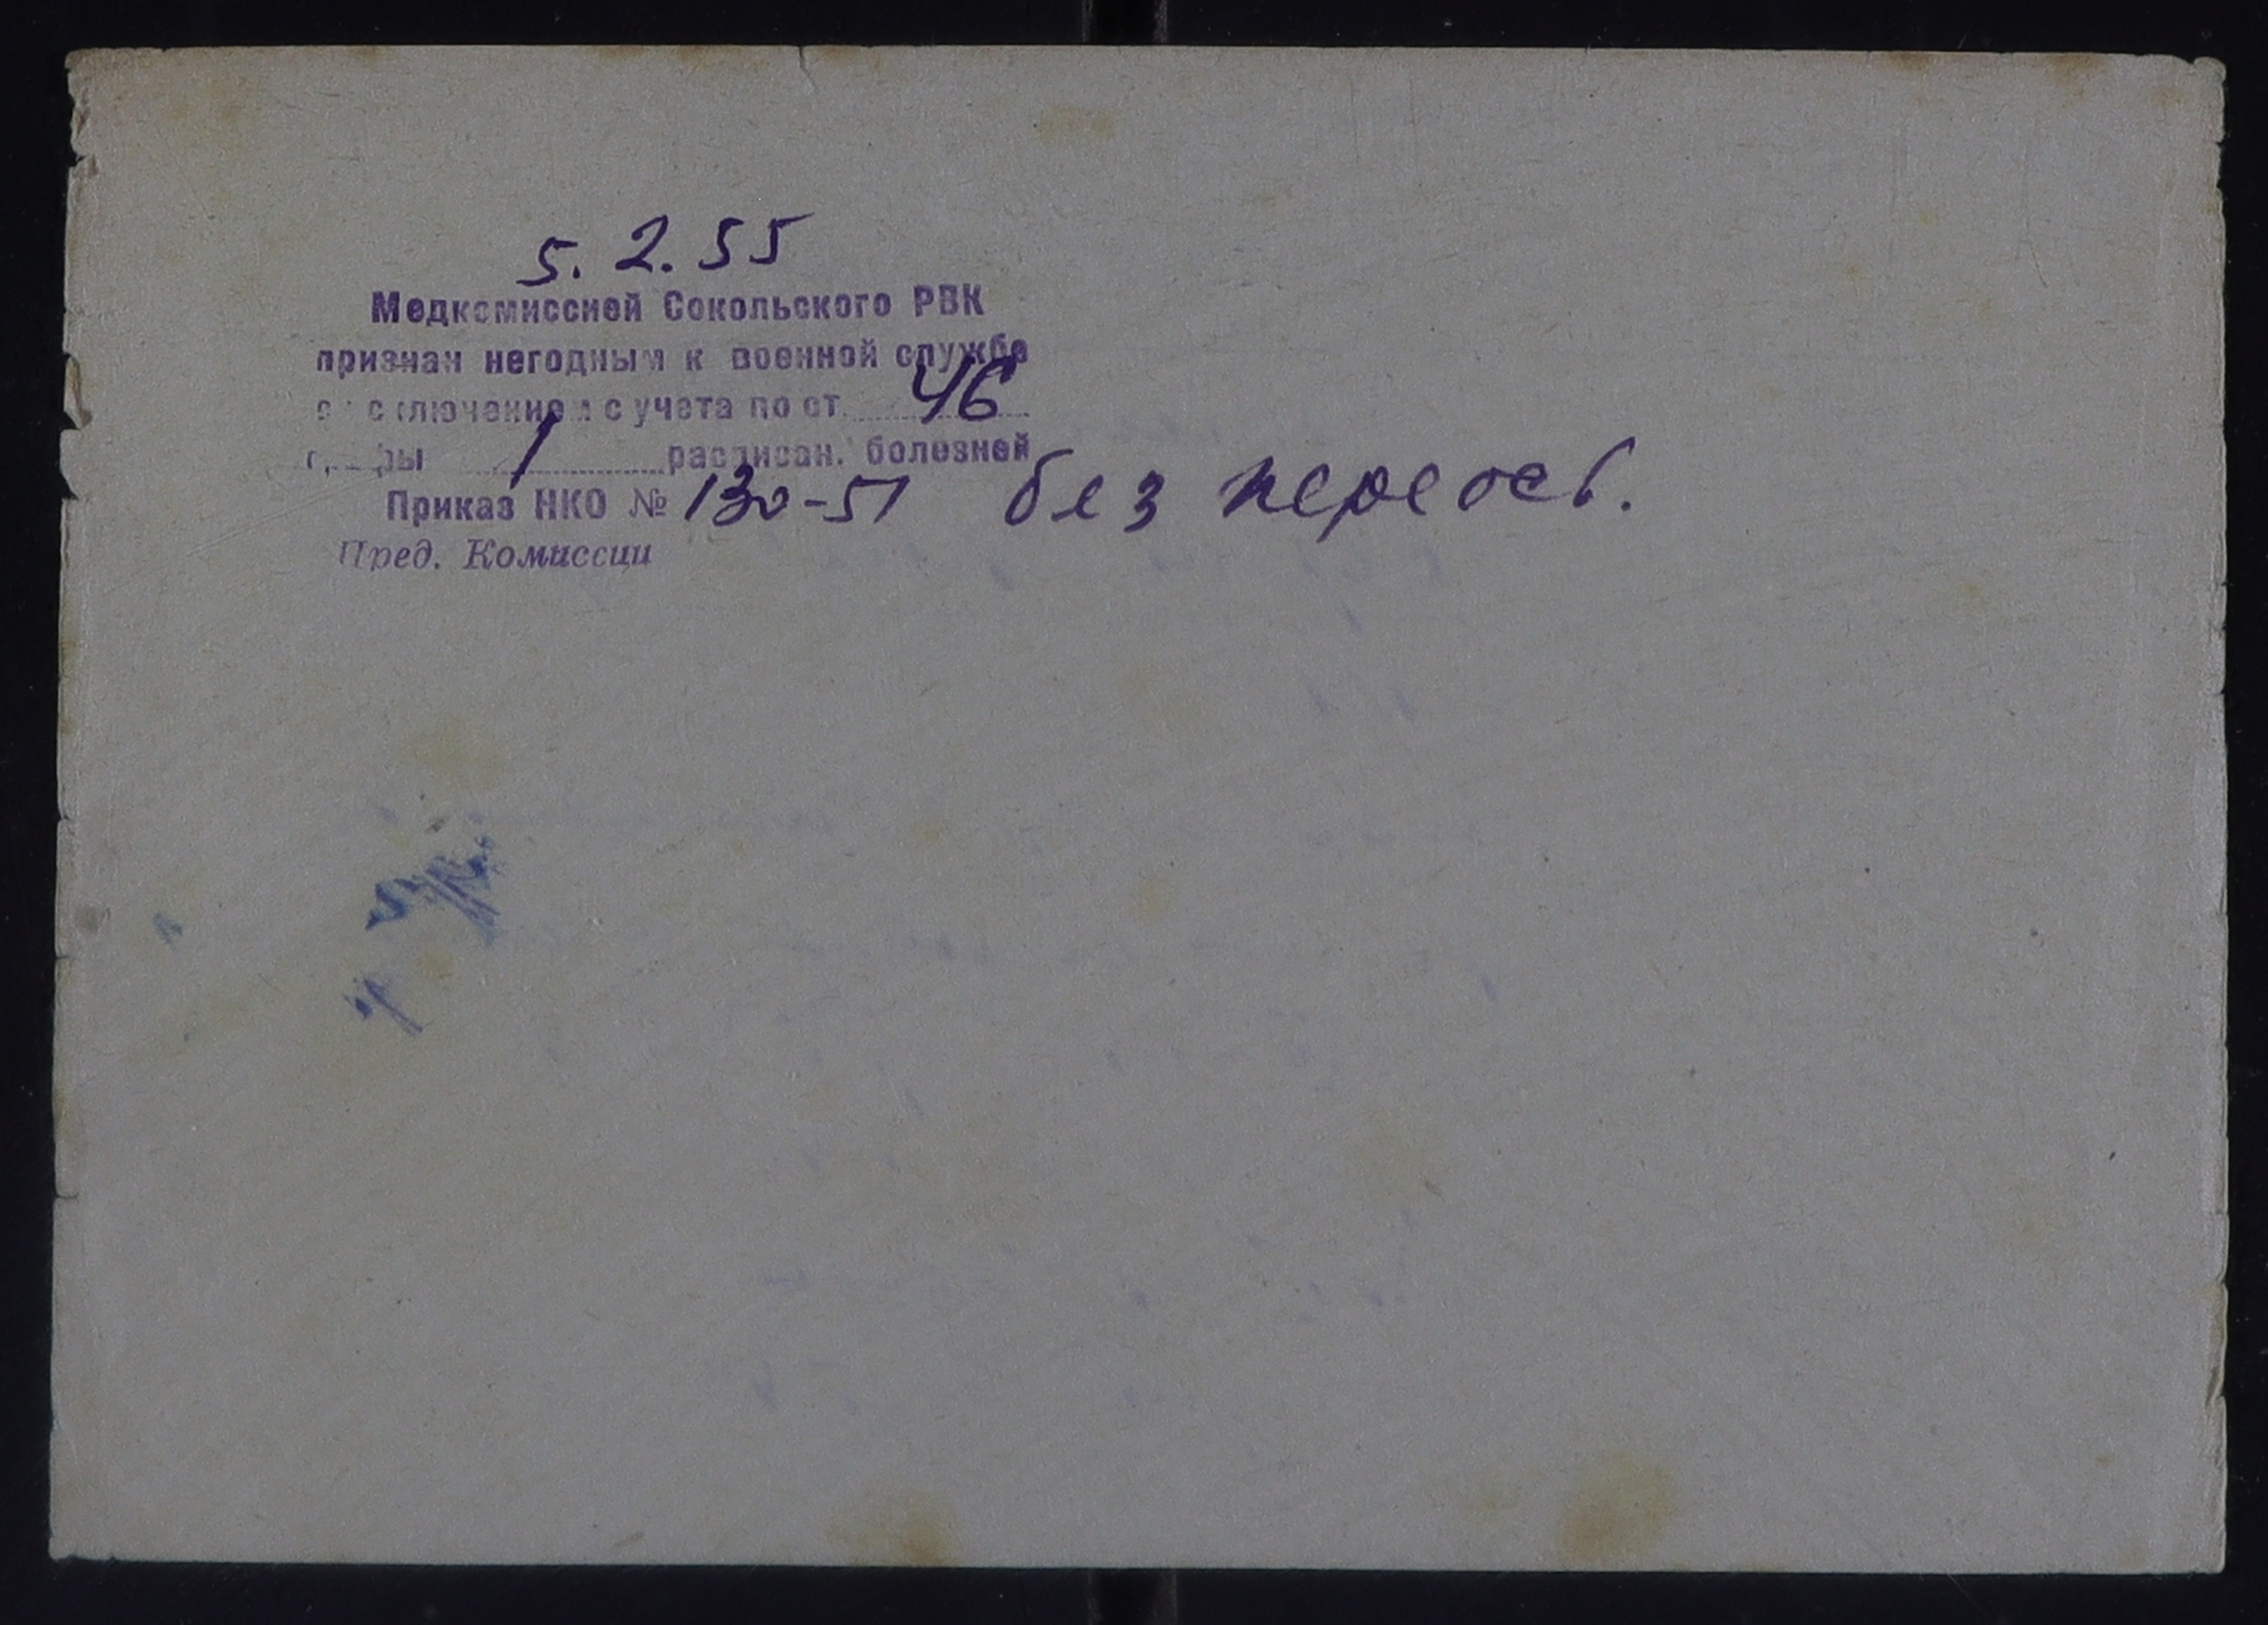 5. 2. 55
Медкомиссией Сокольского РВК
признан негодным к военной службе
с исключением с учета по ст. 46
графы 1 расписан. болезней
Приказ НКО № 130-51 без переосв.
Пред. Комиссии